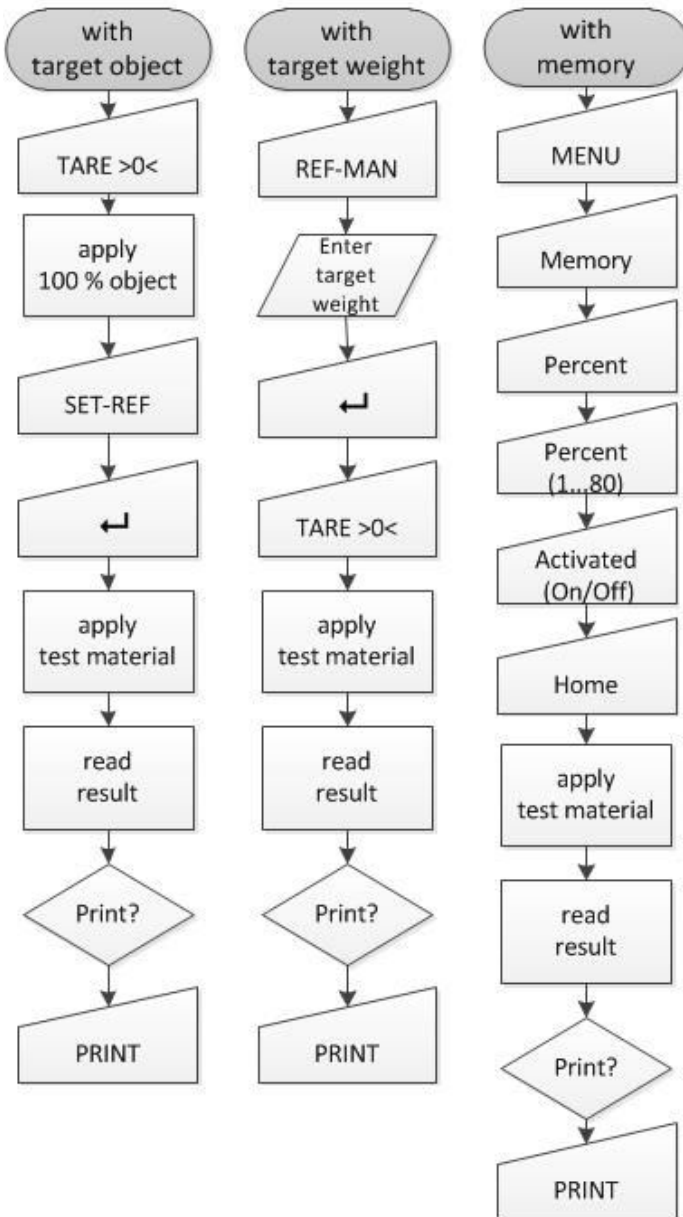 with
target object
TARE >0<
apply
100 % object
SET-REF
↵
apply
test material
read
result
Print?
PRINT
with
target weight
REF-MAN
Enter
target
weight
↵
TARE >0<
apply
test material
read
result
Print?
PRINT
with
memory
MENU
Memory
Percent
Percent
(1...80)
Activated
(On/Off)
Home
apply
test material
read
result
Print?
PRINT